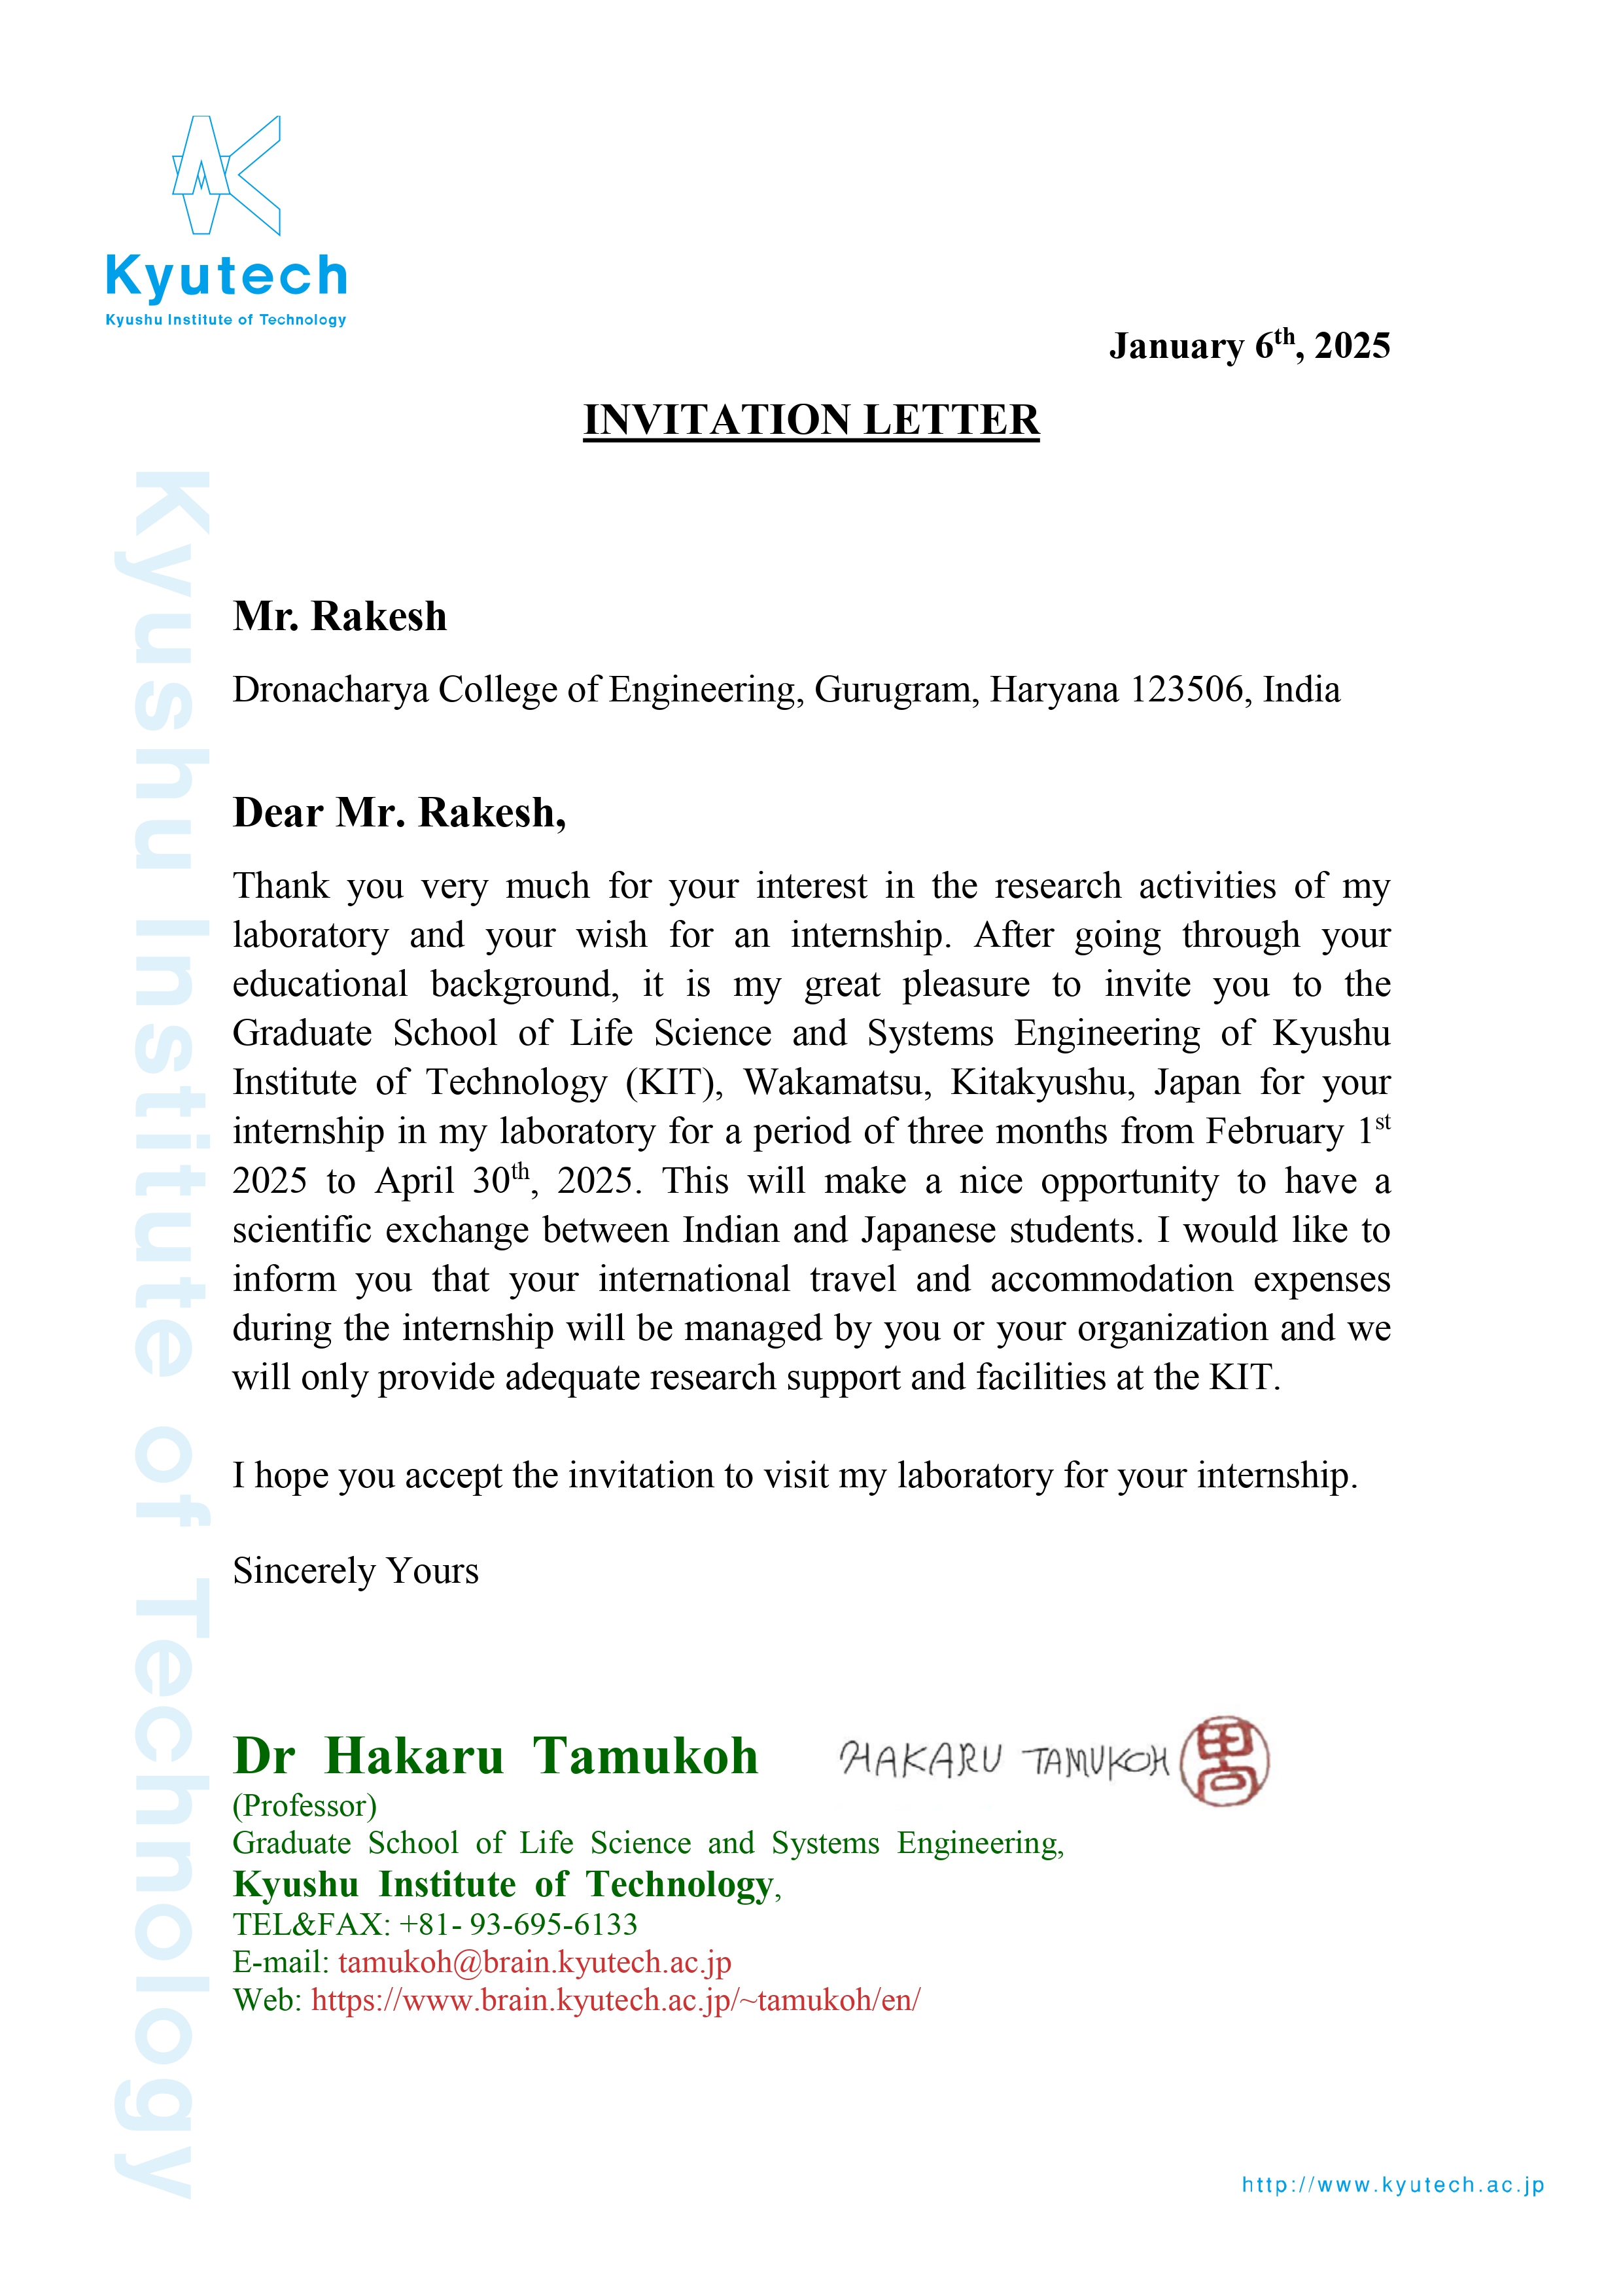 Kyutech
Kyushu Institute of Technology
January 6th, 2025
INVITATION LETTER
Kyushu Institute of Technology
Mr. Rakesh
Dronacharya College of Engineering, Gurugram, Haryana 123506, India
Dear Mr. Rakesh,
Thank you very much for your interest in the research activities of my
laboratory and your wish for an internship. After going through your
educational background, it is my great pleasure to invite you to the
Graduate School of Life Science and Systems Engineering of Kyushu
Institute of Technology (KIT), Wakamatsu, Kitakyushu, Japan for your
internship in my laboratory for a period of three months from February 1st
2025 to April 30th, 2025. This will make a nice opportunity to have a
scientific exchange between Indian and Japanese students. I would like to
inform you that your international travel and accommodation expenses
during the internship will be managed by you or your organization and we
will only provide adequate research support and facilities at the KIT.
I hope you accept the invitation to visit my laboratory for your internship.
Sincerely Yours
Dr Hakaru Tamukoh
HAKARU TAMUKOH
(Professor)
Graduate School of Life Science and Systems Engineering,
Kyushu Institute of Technology,
TEL&FAX: +81- 93-695-6133
E-mail: tamukoh@brain.kyutech.ac.jp
Web: https://www.brain.kyutech.ac.jp/~tamukoh/en/
http://www.kyutech.ac.jp